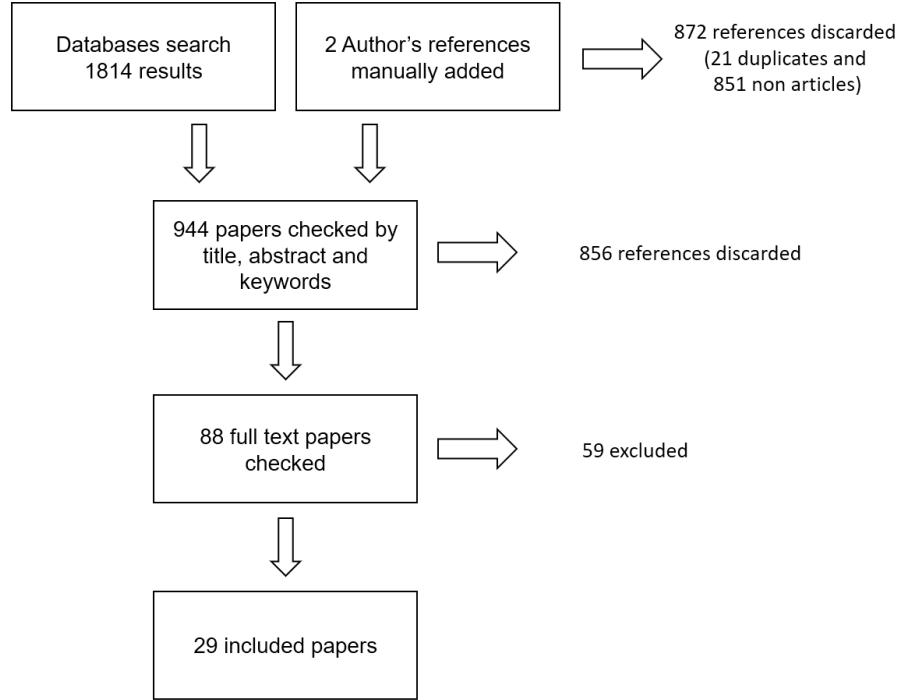 Databases search
1814 results
2 Author's references
manually added
872 references discarded
(21 duplicates and
851 non articles)
944 papers checked by
title, abstract and
keywords
856 references discarded
88 full text papers
checked
59 excluded
29 included papers